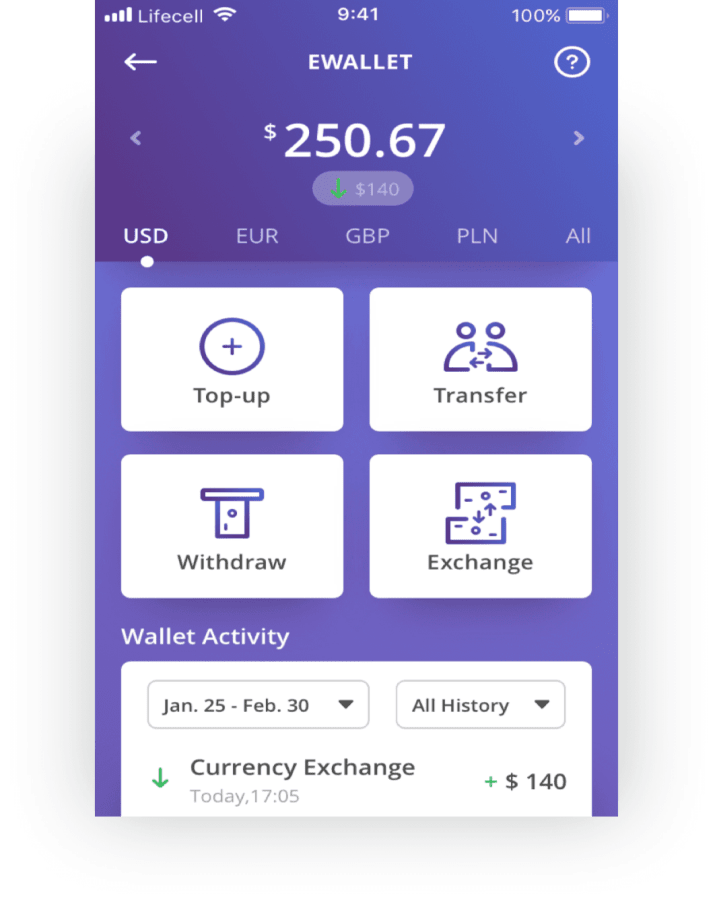 Lifecell 9:41 100%
EWALLET ?
$ 250.67
$140
USD EUR GBP PLN All
Top-up Transfer
Withdraw Exchange
Wallet Activity
Jan. 25 - Feb. 30 All History
Currency Exchange
+ $ 140
Today,17:05